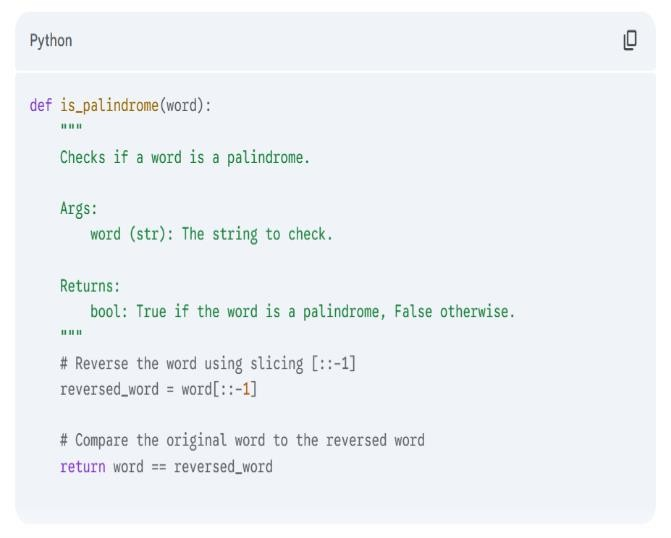 Python
def is_palindrome(word):
    """
    Checks if a word is a palindrome.
    Args:
        word (str): The string to check.
    Returns:
        bool: True if the word is a palindrome, False otherwise.
    """
    # Reverse the word using slicing [::-1]
    reversed_word = word[::-1]
    # Compare the original word to the reversed word
    return word == reversed_word